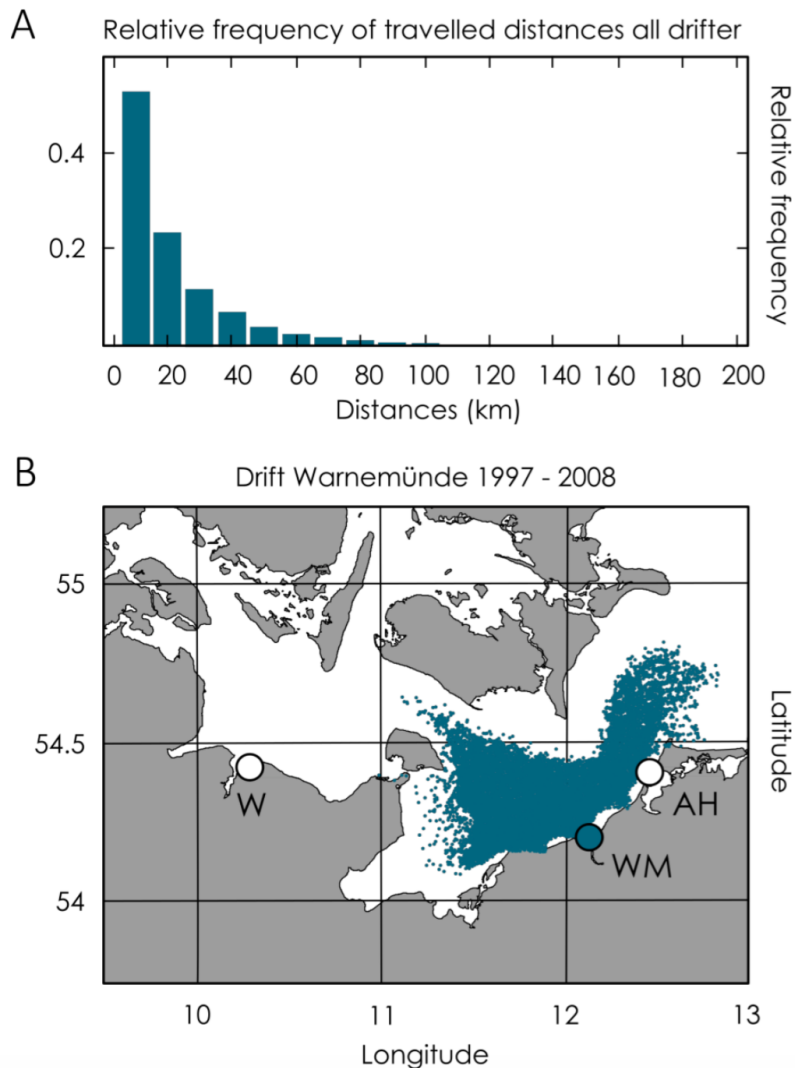 A
Relative frequency of travelled distances all drifter
0.4
0.2
Relative frequency
0 20 40 60 80 100 120 140 160 180 200
Distances (km)
B
Drift Warnemünde 1997 - 2008
55
54.5
54
W
AH
WM
Latitude
10 11 12 13
Longitude